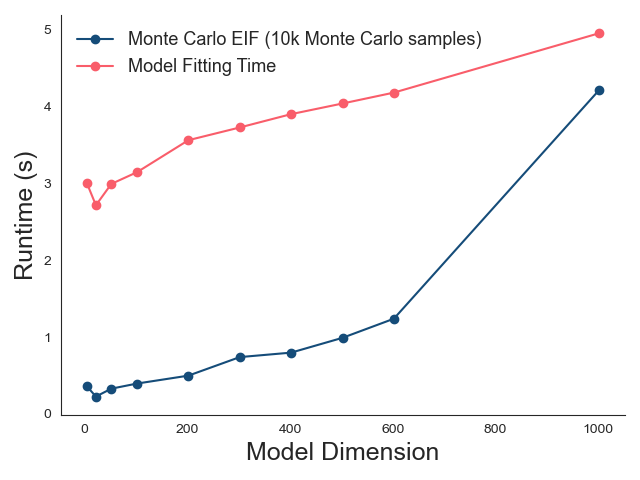 Monte Carlo EIF (10k Monte Carlo samples)
Model Fitting Time
Runtime (s)
5
4
3
2
1
0
0 200 400 600 800 1000
Model Dimension